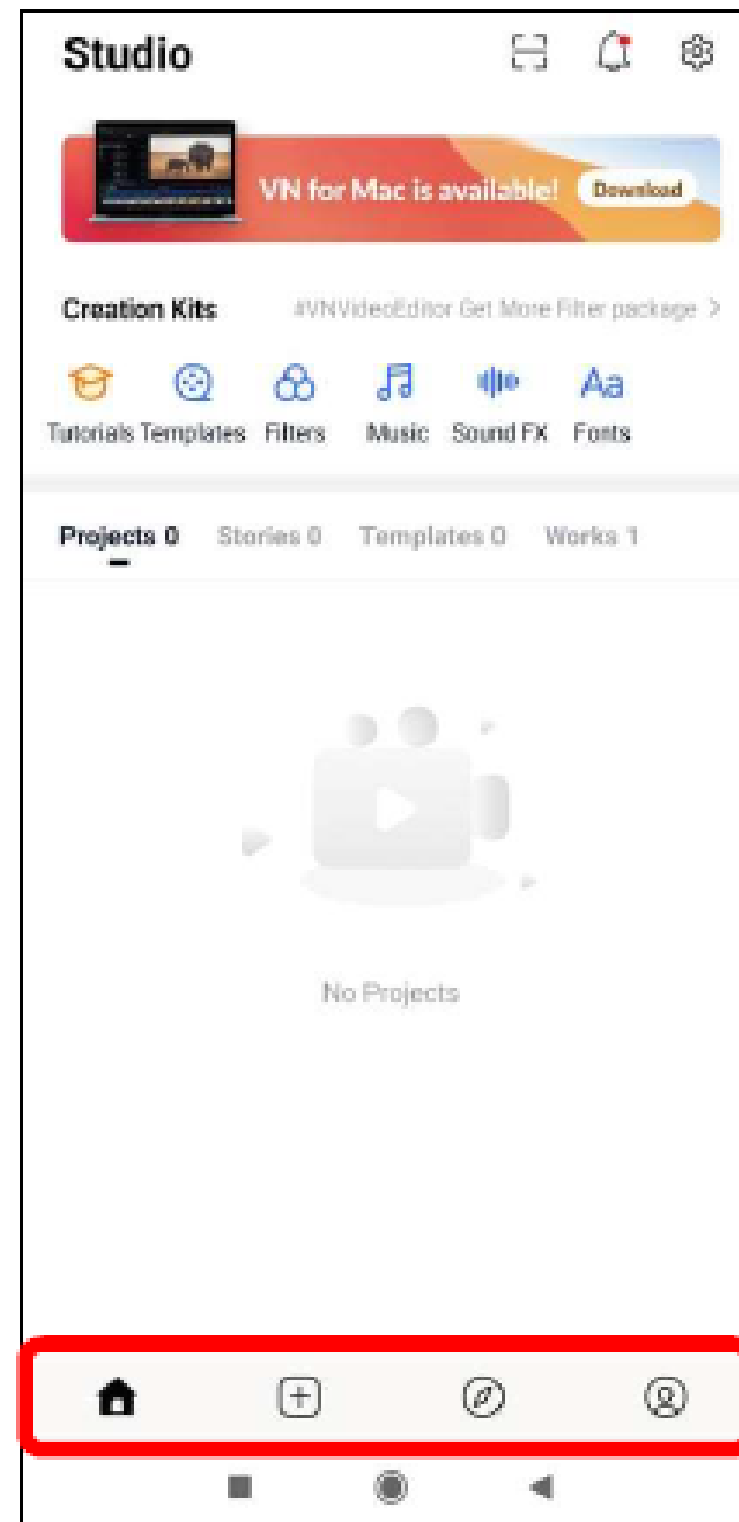 Studio
VN for Mac is available! Download
Creation Kits #VNVideoEditor Get More Filter package >
Tutorials Templates Filters Music Sound FX Fonts
Aa
Projects 0 Stories 0 Templates 0 Works 1
No Projects